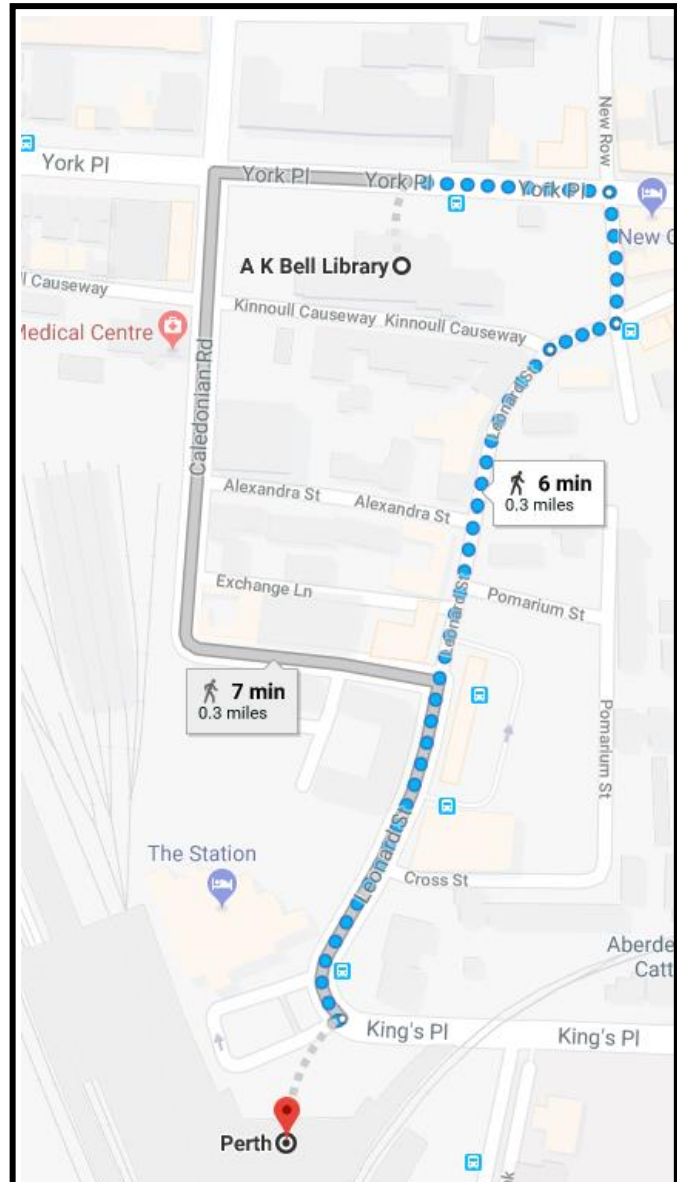 New Row
York Pl
York Pl
York Pl
York Pl
New
A K Bell Library
Causeway
Kinnoull Causeway
Kinnoull Causeway
Medical Centre
Caledonian Rd
Leonard St
6 min
0.3 miles
Alexandra St
Alexandra St
Exchange Ln
Pomarium St
Leonard St
7 min
0.3 miles
Pomarium St
Leonard St
The Station
Cross St
Aberde
Catt
King's Pl
King's Pl
Perth